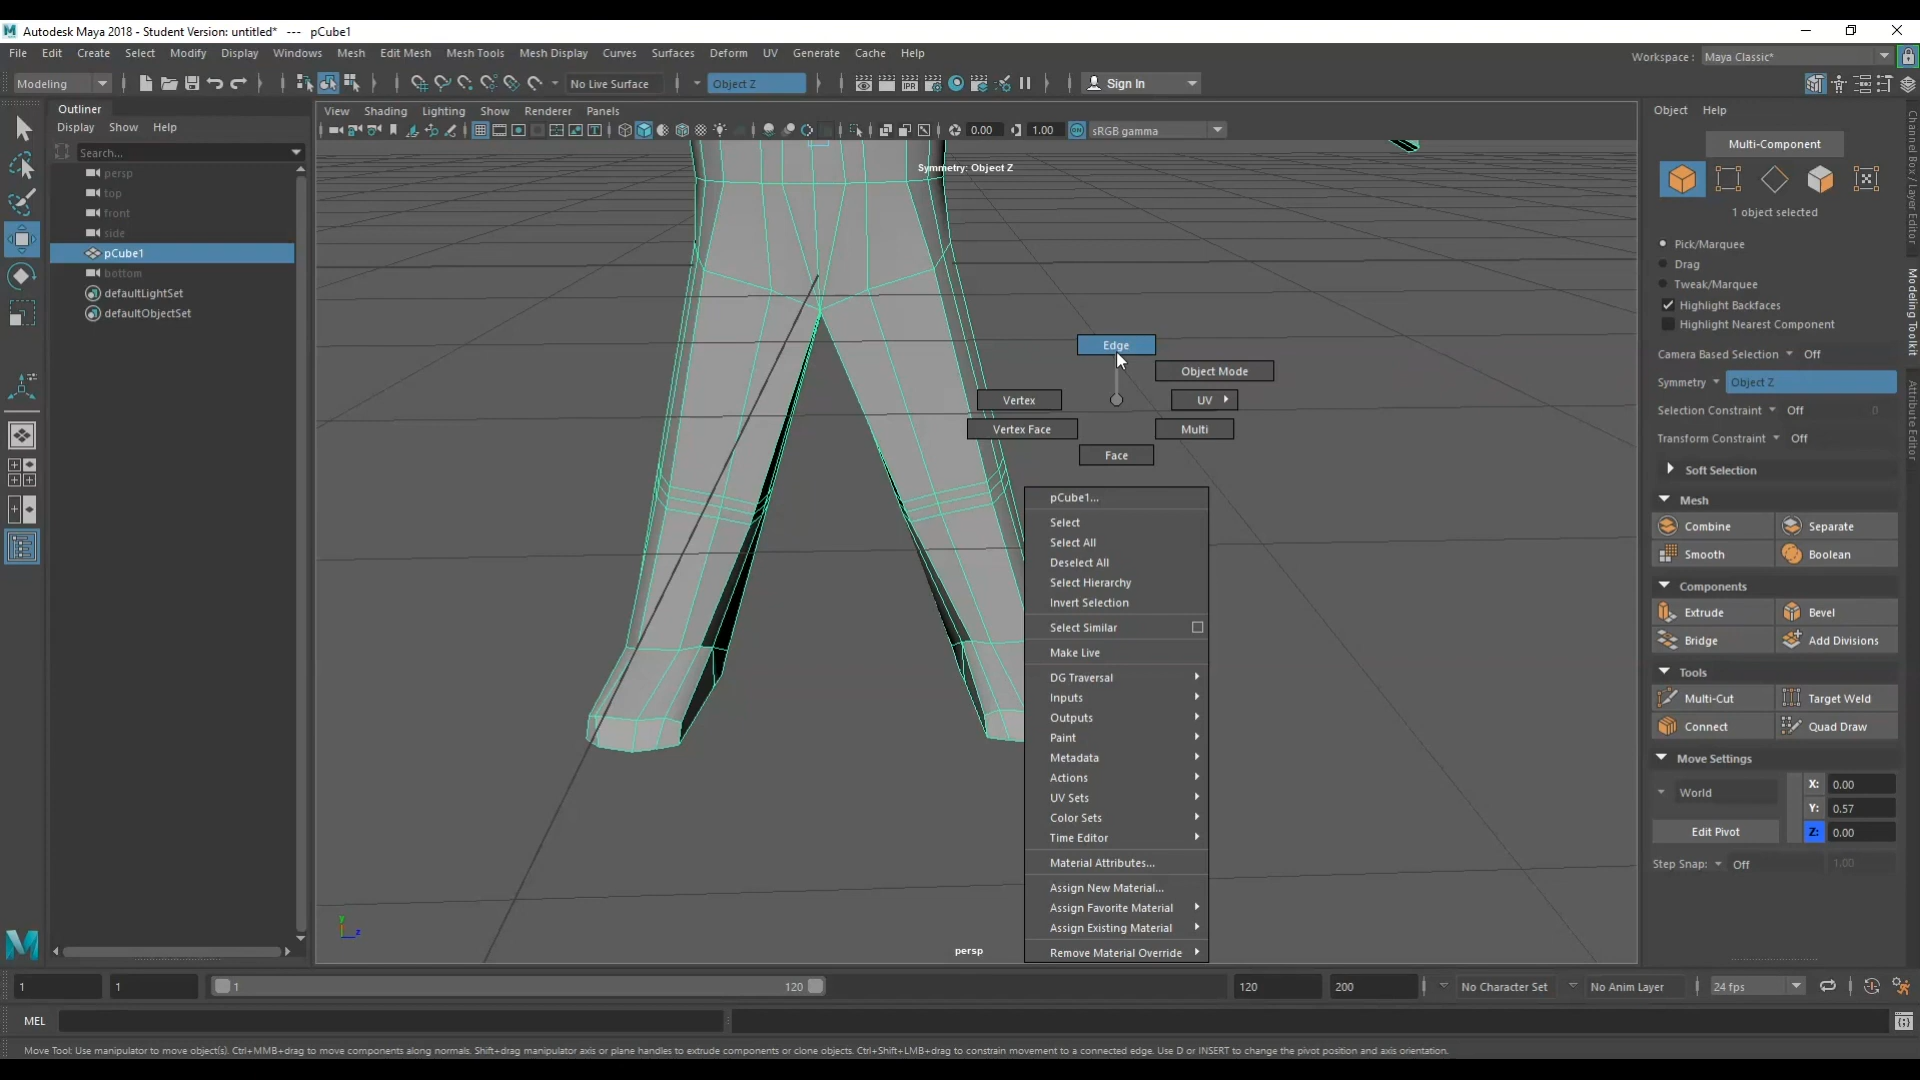 Autodesk Maya 2018 - Student Version: untitled* --- pCube1
File Edit Create Select Modify Display Windows Mesh Edit Mesh Mesh Tools Mesh Display Curves Surfaces Deform UV Generate Cache Help
Workspace : Maya Classic*
Modeling
No Live Surface
Object Z
Sign In
Outliner
Display Show Help
Search...
persp
top
front
side
pCube1
bottom
defaultLightSet
defaultObjectSet
View Shading Lighting Show Renderer Panels
0.00
1.00
sRGB gamma
Symmetry: Object Z
Edge
Object Mode
Vertex
UV
Vertex Face
Multi
Face
pCube1...
Select
Select All
Deselect All
Select Hierarchy
Invert Selection
Select Similar
Make Live
DG Traversal
Inputs
Outputs
Paint
Metadata
Actions
UV Sets
Color Sets
Time Editor
Material Attributes...
Assign New Material...
Assign Favorite Material
Assign Existing Material
Remove Material Override
persp
y
z
Object Help
Multi-Component
1 object selected
Pick/Marquee
Drag
Tweak/Marquee
Highlight Backfaces
Highlight Nearest Component
Camera Based Selection Off
Symmetry Object Z
Selection Constraint Off 0
Transform Constraint Off
Soft Selection
Mesh
Combine Separate
Smooth Boolean
Components
Extrude Bevel
Bridge Add Divisions
Tools
Multi-Cut Target Weld
Connect Quad Draw
Move Settings
World
X: 0.00
Y: 0.57
Z: 0.00
Edit Pivot
Step Snap: Off 1.00
Channel Box / Layer Editor
Modeling Toolkit
Attribute Editor
1 1 1 120 120 200 No Character Set No Anim Layer 24 fps
MEL
Move Tool: Use manipulator to move object(s). Ctrl+MMB+drag to move components along normals. Shift+drag manipulator axis or plane handles to extrude components or clone objects. Ctrl+Shift+LMB+drag to constrain movement to a connected edge. Use D or INSERT to change the pivot position and axis orientation.